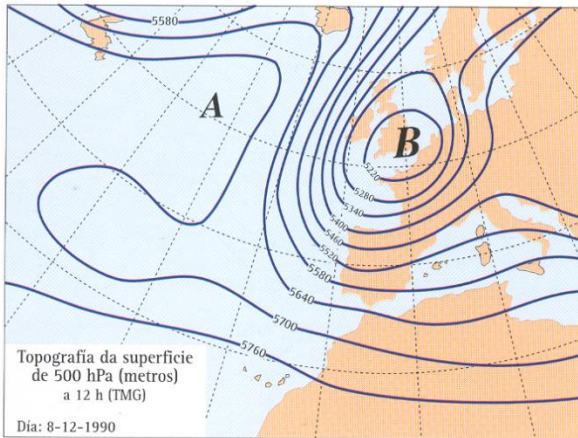 5580
A
B
5220
5280
5340
5400
5460
5520
5580
5640
5700
5760
Topografía da superficie
de 500 hPa (metros)
a 12 h (TMG)
Día: 8-12-1990